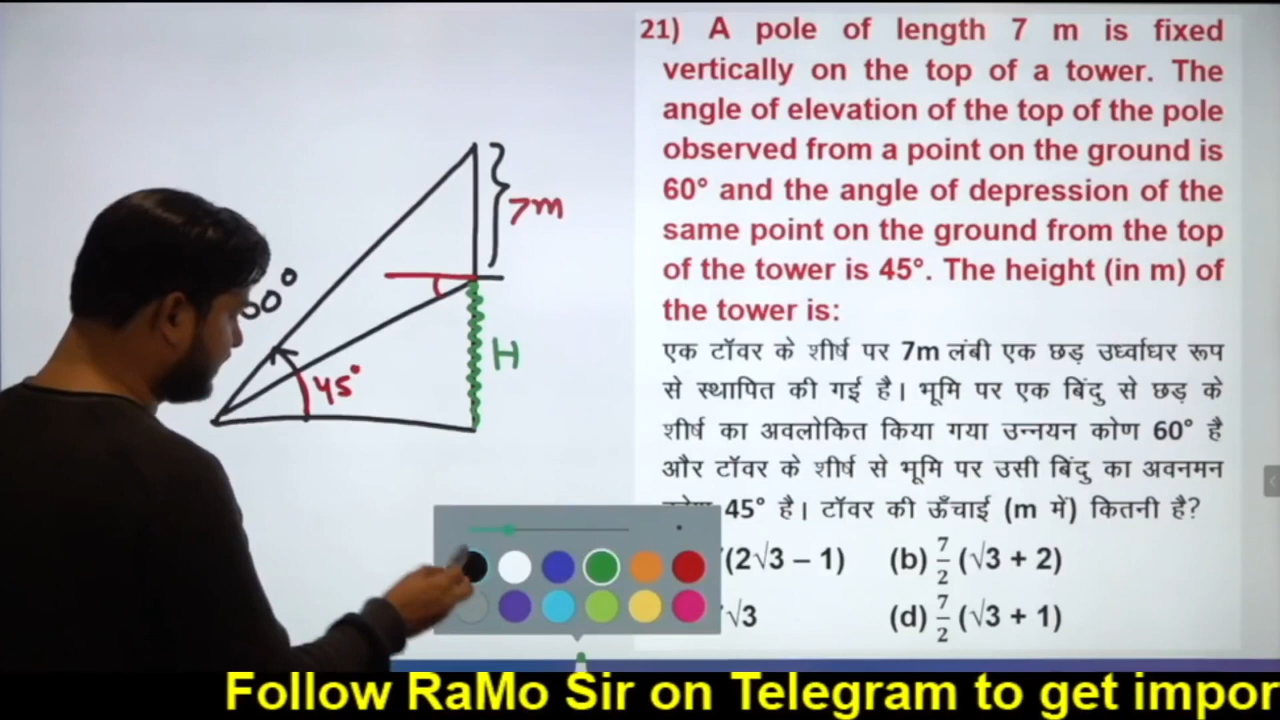 21) A pole of length 7 m is fixed
vertically on the top of a tower. The
angle of elevation of the top of the pole
observed from a point on the ground is
60° and the angle of depression of the
same point on the ground from the top
of the tower is 45°. The height (in m) of
the tower is:
एक टॉवर के शीर्ष पर 7m लंबी एक छड़ उर्ध्वाधर रूप
से स्थापित की गई है। भूमि पर एक बिंदु से छड़ के
शीर्ष का अवलोकित किया गया उन्नयन कोण 60° है
और टॉवर के शीर्ष से भूमि पर उसी बिंदु का अवनमन
45° है। टॉवर की ऊँचाई (m में) कितनी है?
(2√3 – 1) (b) 7/2 (√3 + 2)
√3 (d) 7/2 (√3 + 1)
7m
H
45°
Follow RaMo Sir on Telegram to get impor